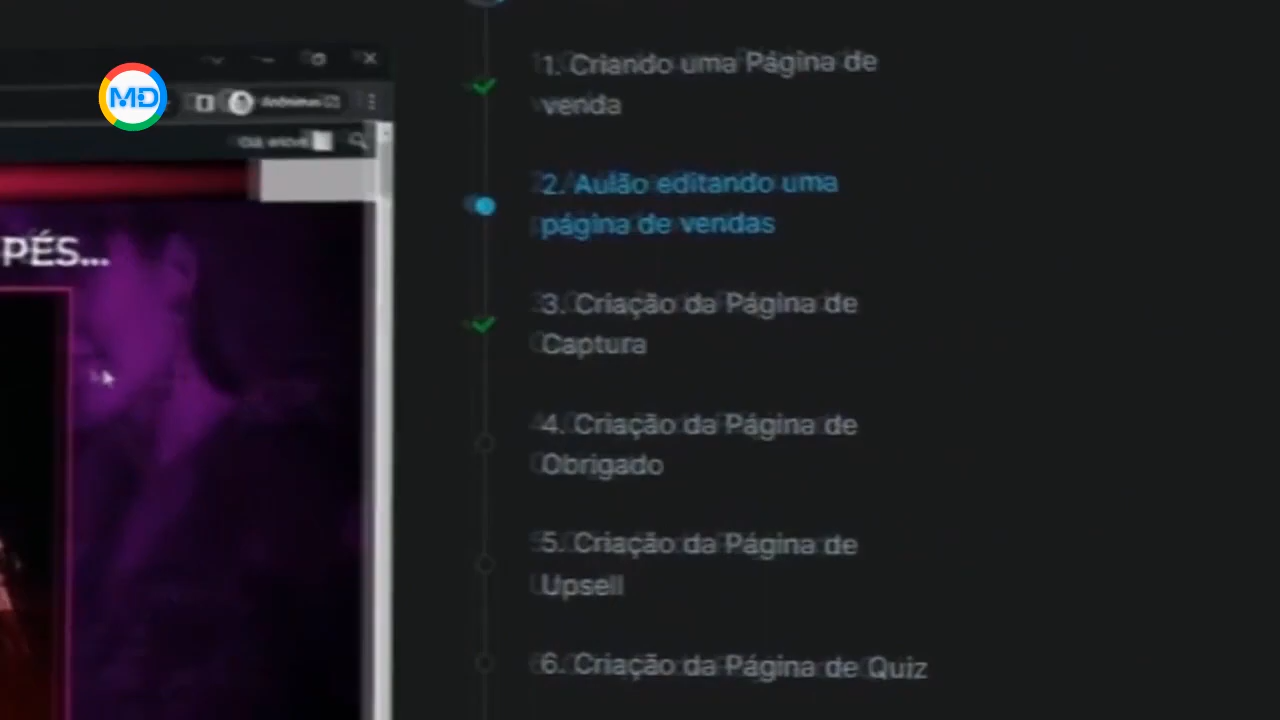 MD
Anônima
PÉS...
1. Criando uma Página de
venda
2. Aulão editando uma
página de vendas
3. Criação da Página de
Captura
4. Criação da Página de
Obrigado
5. Criação da Página de
Upsell
6. Criação da Página de Quiz